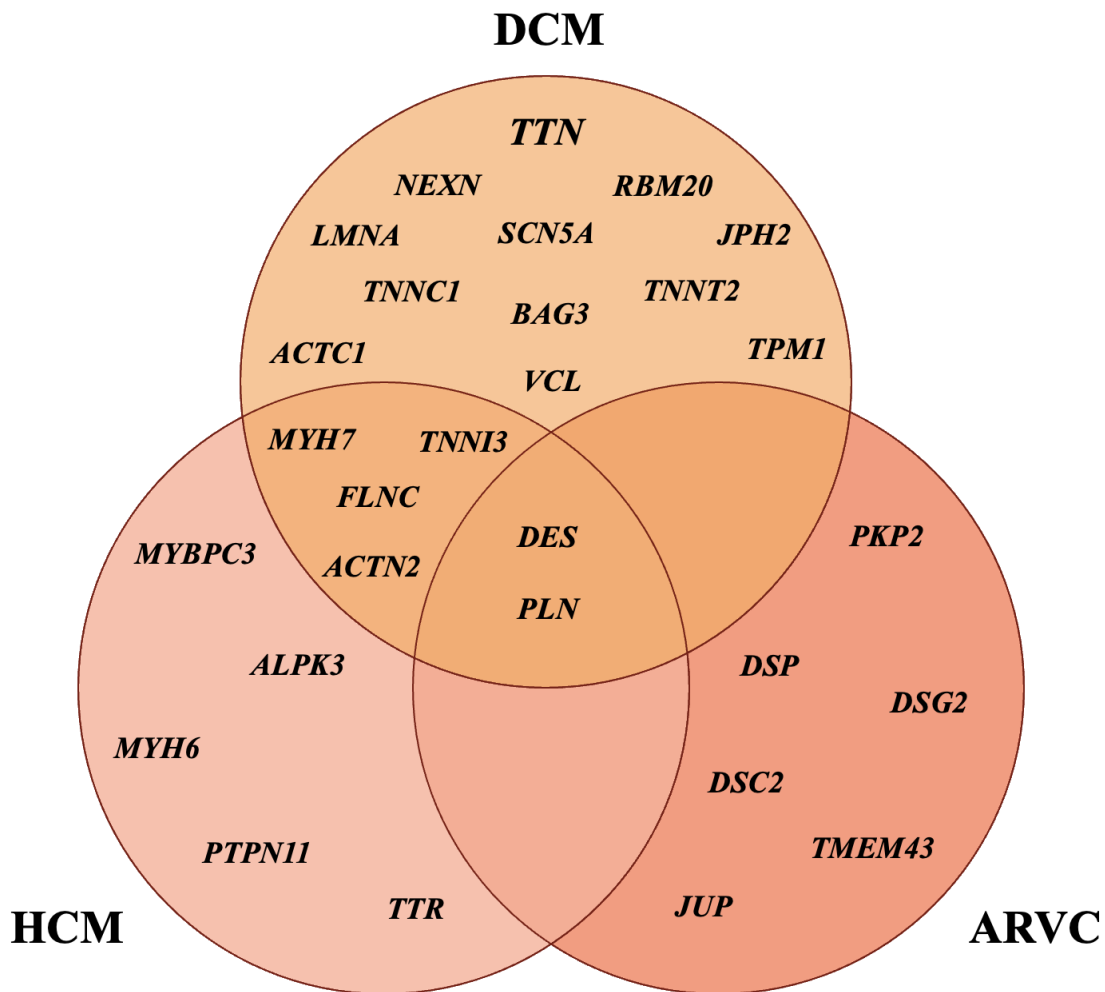 DCM
TTN
NEXN
RBM20
LMNA
SCN5A
JPH2
TNNC1
TNNT2
BAG3
ACTC1
TPM1
VCL
MYH7
TNNI3
FLNC
DES
PKP2
MYBPC3
ACTN2
PLN
ALPK3
DSP
DSG2
MYH6
DSC2
PTPN11
TMEM43
TTR
JUP
HCM
ARVC